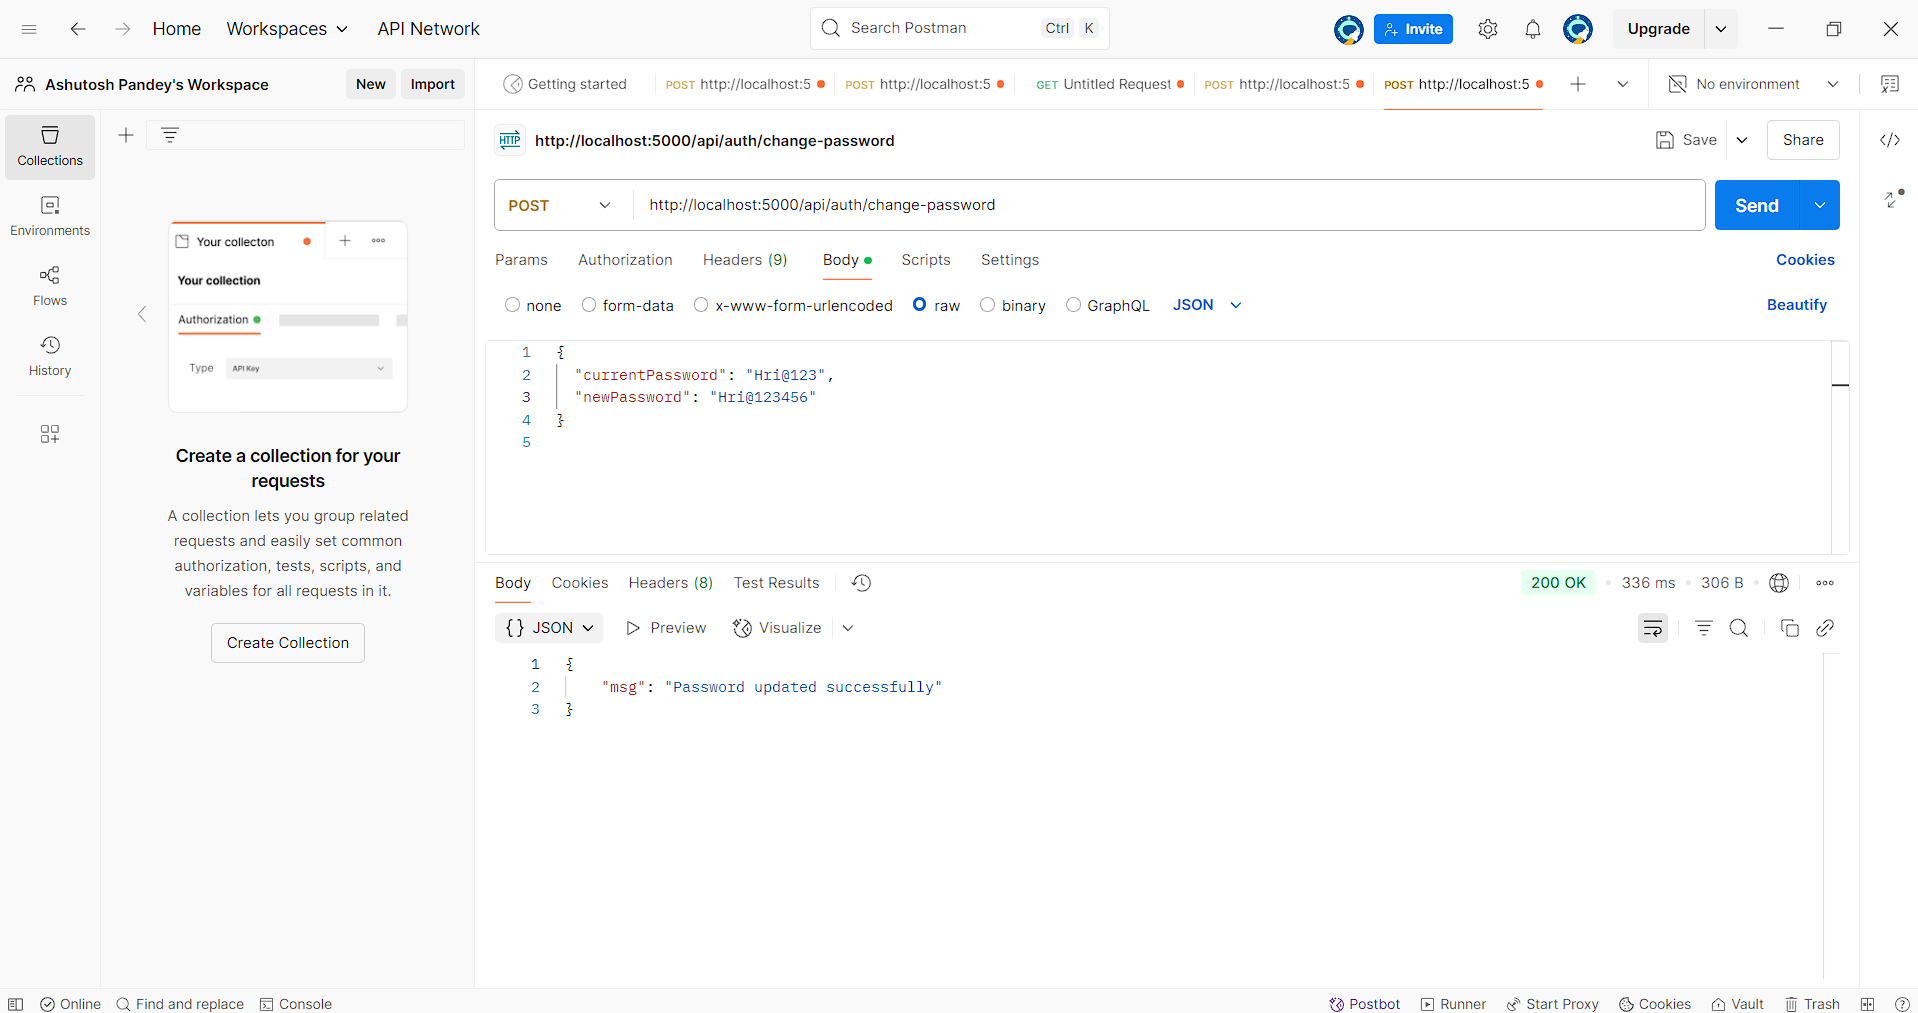 Home Workspaces API Network Search Postman Ctrl K Invite Upgrade
Ashutosh Pandey's Workspace New Import Getting started POST http://localhost:5 POST http://localhost:5 GET Untitled Request POST http://localhost:5 POST http://localhost:5 No environment
Collections
Environments
Flows
History
Your collecton
Your collection
Authorization
Type API Key
Create a collection for your
requests
A collection lets you group related
requests and easily set common
authorization, tests, scripts, and
variables for all requests in it.
Create Collection
HTTP http://localhost:5000/api/auth/change-password Save Share
POST http://localhost:5000/api/auth/change-password Send
Params Authorization Headers (9) Body Scripts Settings Cookies
none form-data x-www-form-urlencoded raw binary GraphQL JSON Beautify
1 {
2 "currentPassword": "Hri@123",
3 "newPassword": "Hri@123456"
4 }
5
Body Cookies Headers (8) Test Results 200 OK 336 ms 306 B
{} JSON Preview Visualize
1 {
2 "msg": "Password updated successfully"
3 }
Online Find and replace Console Postbot Runner Start Proxy Cookies Vault Trash